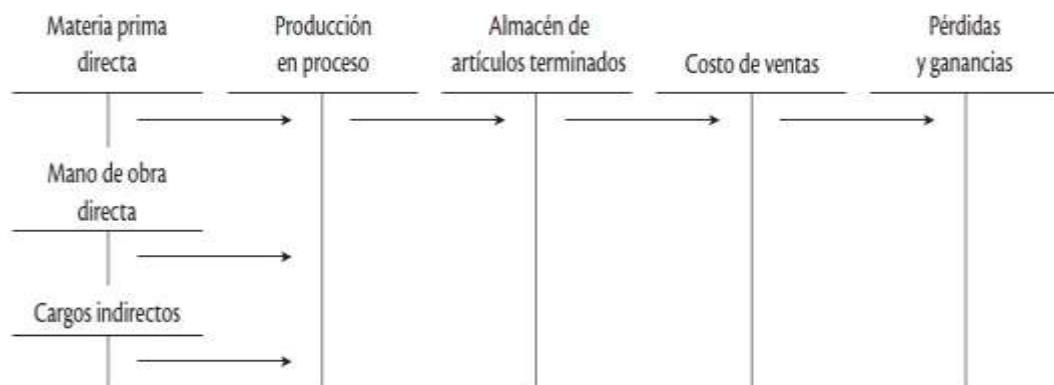 Materia prima
directa
Producción
en proceso
Almacén de
artículos terminados
Costo de ventas
Pérdidas
y ganancias
Mano de obra
directa
Cargos indirectos